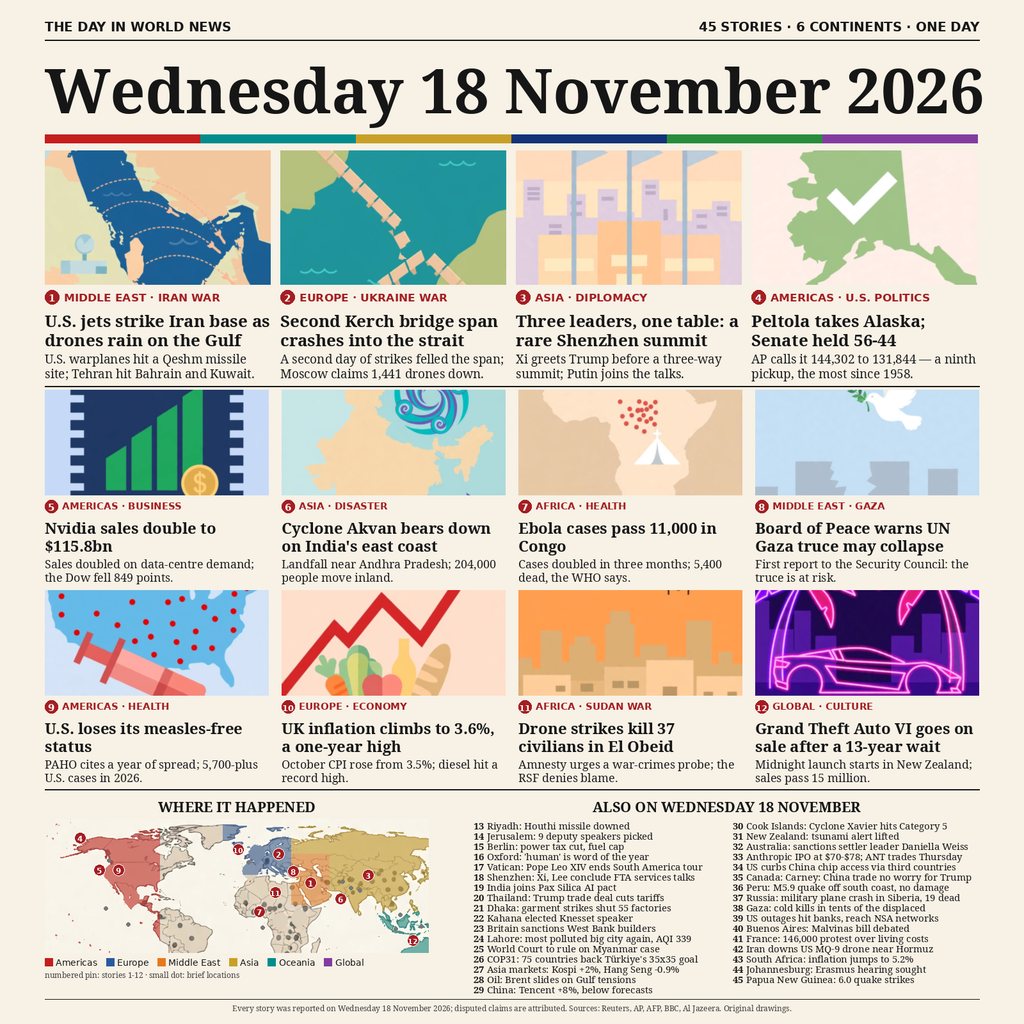 THE DAY IN WORLD NEWS
45 STORIES · 6 CONTINENTS · ONE DAY
Wednesday 18 November 2026
1 MIDDLE EAST · IRAN WAR
U.S. jets strike Iran base as
drones rain on the Gulf
U.S. warplanes hit a Qeshm missile
site; Tehran hit Bahrain and Kuwait.
2 EUROPE · UKRAINE WAR
Second Kerch bridge span
crashes into the strait
A second day of strikes felled the span;
Moscow claims 1,441 drones down.
3 ASIA · DIPLOMACY
Three leaders, one table: a
rare Shenzhen summit
Xi greets Trump before a three-way
summit; Putin joins the talks.
4 AMERICAS · U.S. POLITICS
Peltola takes Alaska;
Senate held 56-44
AP calls it 144,302 to 131,844 — a ninth
pickup, the most since 1958.
$
5 AMERICAS · BUSINESS
Nvidia sales double to
$115.8bn
Sales doubled on data-centre demand;
the Dow fell 849 points.
6 ASIA · DISASTER
Cyclone Akvan bears down
on India's east coast
Landfall near Andhra Pradesh; 204,000
people move inland.
7 AFRICA · HEALTH
Ebola cases pass 11,000 in
Congo
Cases doubled in three months; 5,400
dead, the WHO says.
8 MIDDLE EAST · GAZA
Board of Peace warns UN
Gaza truce may collapse
First report to the Security Council: the
truce is at risk.
9 AMERICAS · HEALTH
U.S. loses its measles-free
status
PAHO cites a year of spread; 5,700-plus
U.S. cases in 2026.
10 EUROPE · ECONOMY
UK inflation climbs to 3.6%,
a one-year high
October CPI rose from 3.5%; diesel hit a
record high.
11 AFRICA · SUDAN WAR
Drone strikes kill 37
civilians in El Obeid
Amnesty urges a war-crimes probe; the
RSF denies blame.
12 GLOBAL · CULTURE
Grand Theft Auto VI goes on
sale after a 13-year wait
Midnight launch starts in New Zealand;
sales pass 15 million.
WHERE IT HAPPENED
4
5
9
10
2
8
1
3
6
11
7
12
Americas Europe Middle East Asia Oceania Global
numbered pin: stories 1-12 · small dot: brief locations
ALSO ON WEDNESDAY 18 NOVEMBER
13 Riyadh: Houthi missile downed
14 Jerusalem: 9 deputy speakers picked
15 Berlin: power tax cut, fuel cap
16 Oxford: 'human' is word of the year
17 Vatican: Pope Leo XIV ends South America tour
18 Shenzhen: Xi, Lee conclude FTA services talks
19 India joins Pax Silica AI pact
20 Thailand: Trump trade deal cuts tariffs
21 Dhaka: garment strikes shut 55 factories
22 Kahana elected Knesset speaker
23 Britain sanctions West Bank builders
24 Lahore: most polluted big city again, AQI 339
25 World Court to rule on Myanmar case
26 COP31: 75 countries back Türkiye's 35x35 goal
27 Asia markets: Kospi +2%, Hang Seng -0.9%
28 Oil: Brent slides on Gulf tensions
29 China: Tencent +8%, below forecasts
30 Cook Islands: Cyclone Xavier hits Category 5
31 New Zealand: tsunami alert lifted
32 Australia: sanctions settler leader Daniella Weiss
33 Anthropic IPO at $70-$78; ANT trades Thursday
34 US curbs China chip access via third countries
35 Canada: Carney: China trade no worry for Trump
36 Peru: M5.9 quake off south coast, no damage
37 Russia: military plane crash in Siberia, 19 dead
38 Gaza: cold kills in tents of the displaced
39 US outages hit banks, reach NSA networks
40 Buenos Aires: Malvinas bill debated
41 France: 146,000 protest over living costs
42 Iran downs US MQ-9 drone near Hormuz
43 South Africa: inflation jumps to 5.2%
44 Johannesburg: Erasmus hearing sought
45 Papua New Guinea: 6.0 quake strikes
Every story was reported on Wednesday 18 November 2026; disputed claims are attributed. Sources: Reuters, AP, AFP, BBC, Al Jazeera. Original drawings.